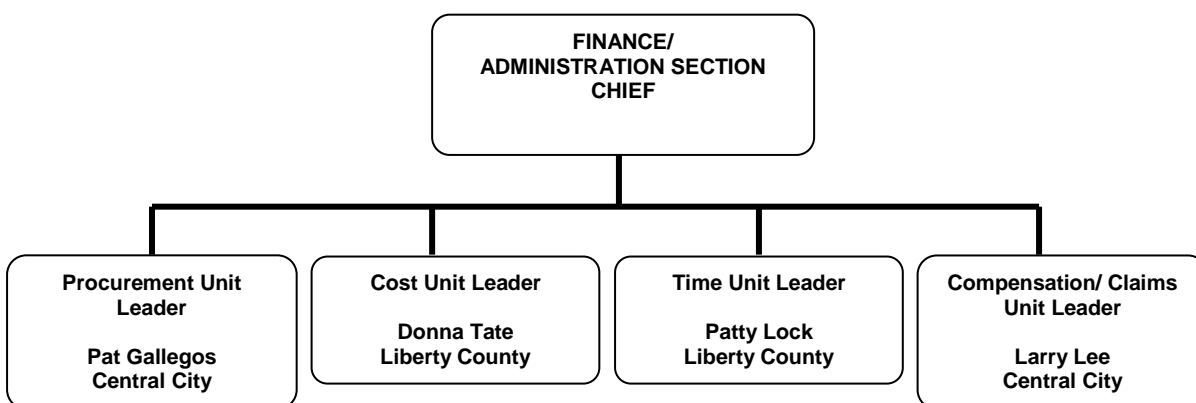 FINANCE/
ADMINISTRATION SECTION
CHIEF
Procurement Unit
Leader
Pat Gallegos
Central City
Cost Unit Leader
Donna Tate
Liberty County
Time Unit Leader
Patty Lock
Liberty County
Compensation/ Claims
Unit Leader
Larry Lee
Central City